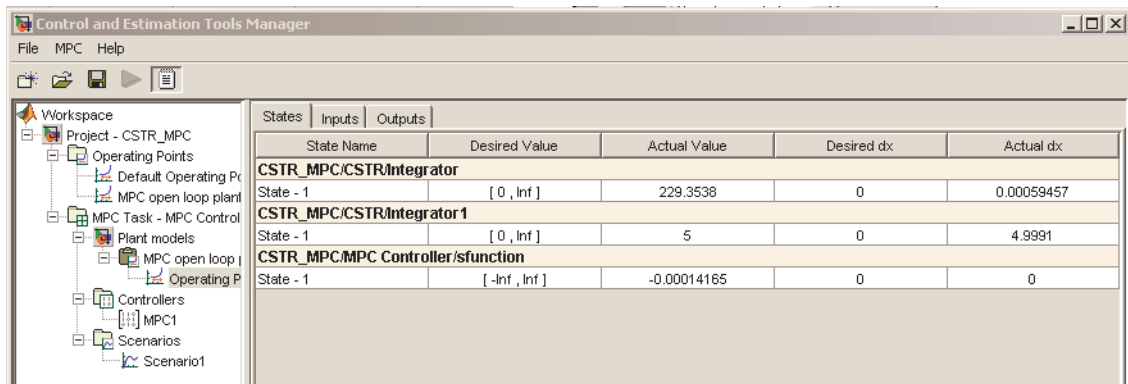 Control and Estimation Tools Manager
File MPC Help
Workspace
Project - CSTR_MPC
Operating Points
Default Operating Po
MPC open loop plant
MPC Task - MPC Control
Plant models
MPC open loop
Operating P
Controllers
MPC1
Scenarios
Scenario1
States Inputs Outputs
State Name Desired Value Actual Value Desired dx Actual dx
CSTR_MPC/CSTR/Integrator
State - 1 [ 0 , Inf ] 229.3538 0 0.00059457
CSTR_MPC/CSTR/Integrator1
State - 1 [ 0 , Inf ] 5 0 4.9991
CSTR_MPC/MPC Controller/sfunction
State - 1 [ -Inf , Inf ] -0.00014165 0 0